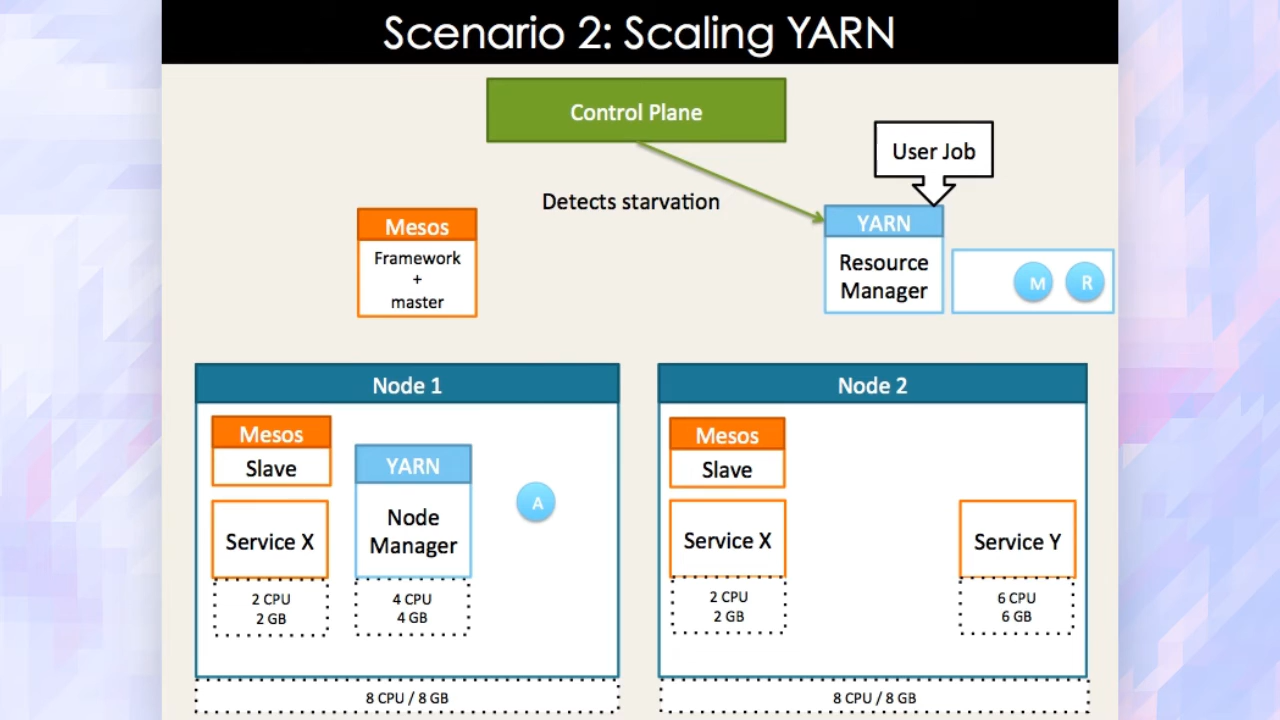 Scenario 2: Scaling YARN
Control Plane
User Job
Detects starvation
Mesos
Framework
+
master
YARN
Resource
Manager
M
R
Node 1
Mesos
Slave
YARN
Node
Manager
A
Service X
2 CPU
2 GB
4 CPU
4 GB
8 CPU / 8 GB
Node 2
Mesos
Slave
Service X
Service Y
2 CPU
2 GB
6 CPU
6 GB
8 CPU / 8 GB